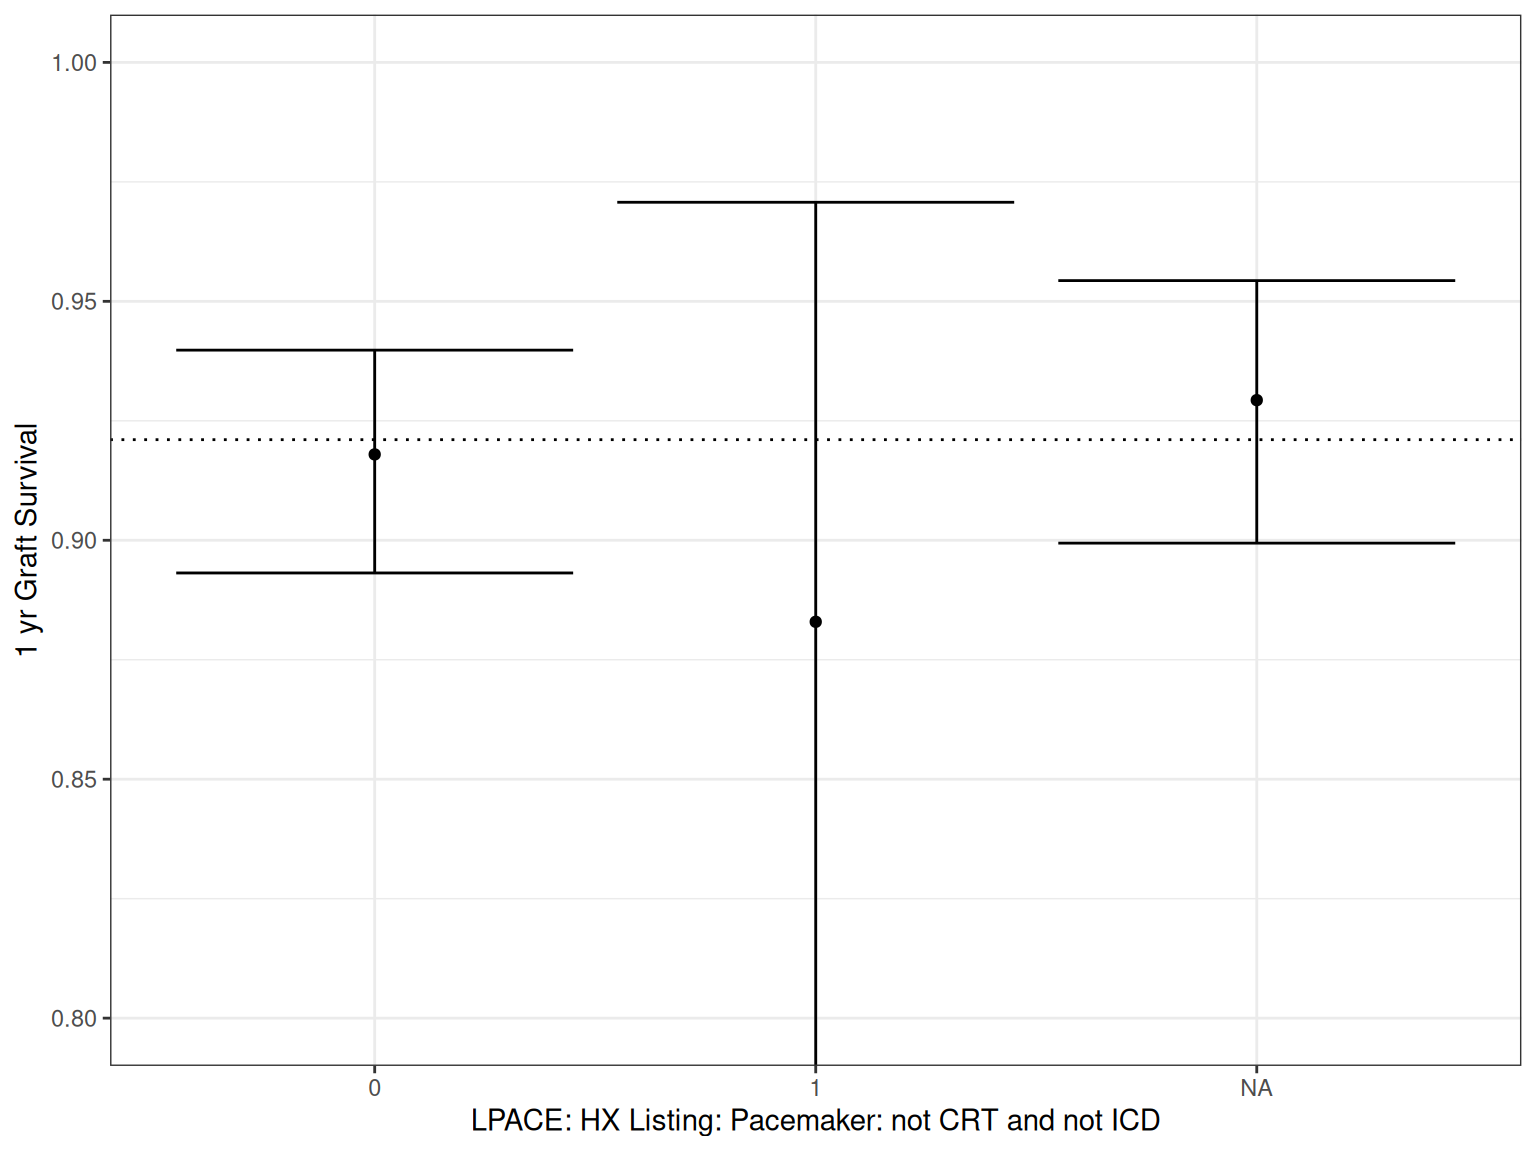 1.00
0.95
0.90
0.85
0.80
1 yr Graft Survival
0 1 NA
LPACE: HX Listing: Pacemaker: not CRT and not ICD